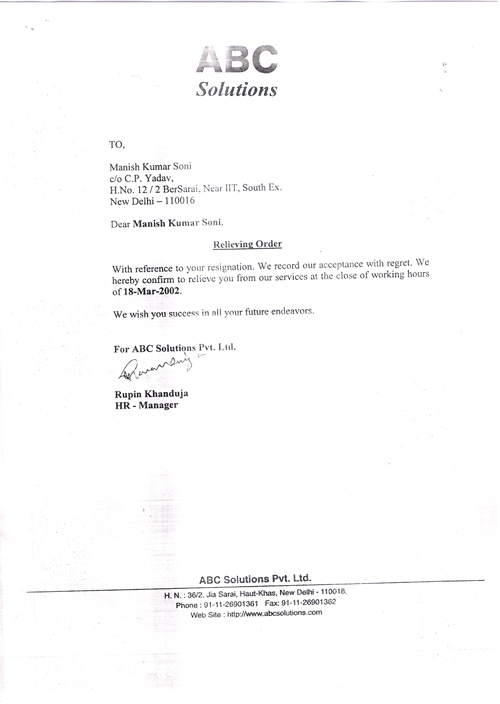 ABC
Solutions
TO,
Manish Kumar Soni
c/o C.P. Yadav,
H.No. 12 / 2 BerSarai, Near IIT, South Ex.
New Delhi – 110016
Dear Manish Kumar Soni,
Relieving Order
With reference to your resignation. We record our acceptance with regret. We
hereby confirm to relieve you from our services at the close of working hours
of 18-Mar-2002.
We wish you success in all your future endeavors.
For ABC Solutions Pvt. Ltd.
Rupin Khanduja
HR - Manager
ABC Solutions Pvt. Ltd.
H. N. : 36/2, Jia Sarai, Haut-Khas, New Delhi - 110018.
Phone : 91-11-26901361 Fax: 91-11-26901362
Web Site : http://www.abcsolutions.com